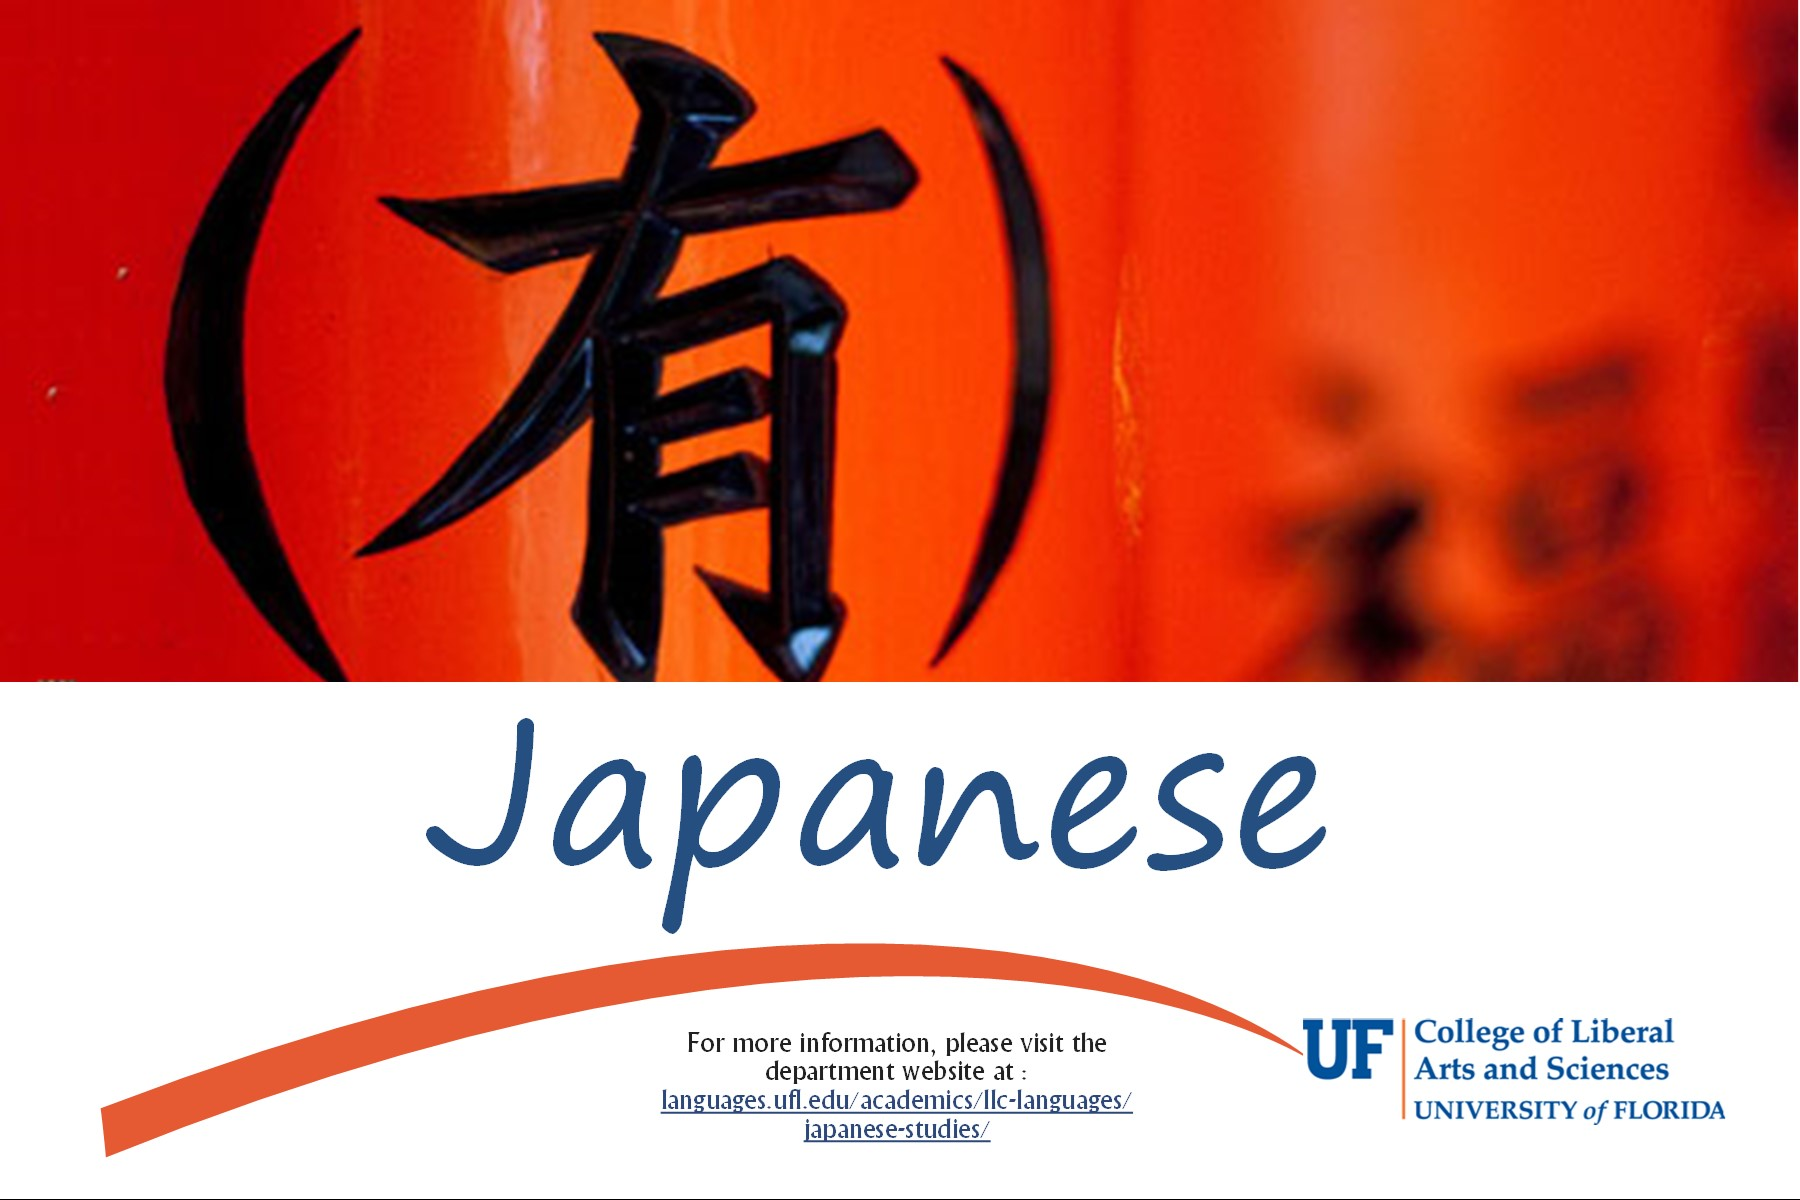 (有)
Japanese
For more information, please visit the
department website at :
languages.ufl.edu/academics/llc-languages/
japanese-studies/
UF
College of Liberal
Arts and Sciences
UNIVERSITY of FLORIDA